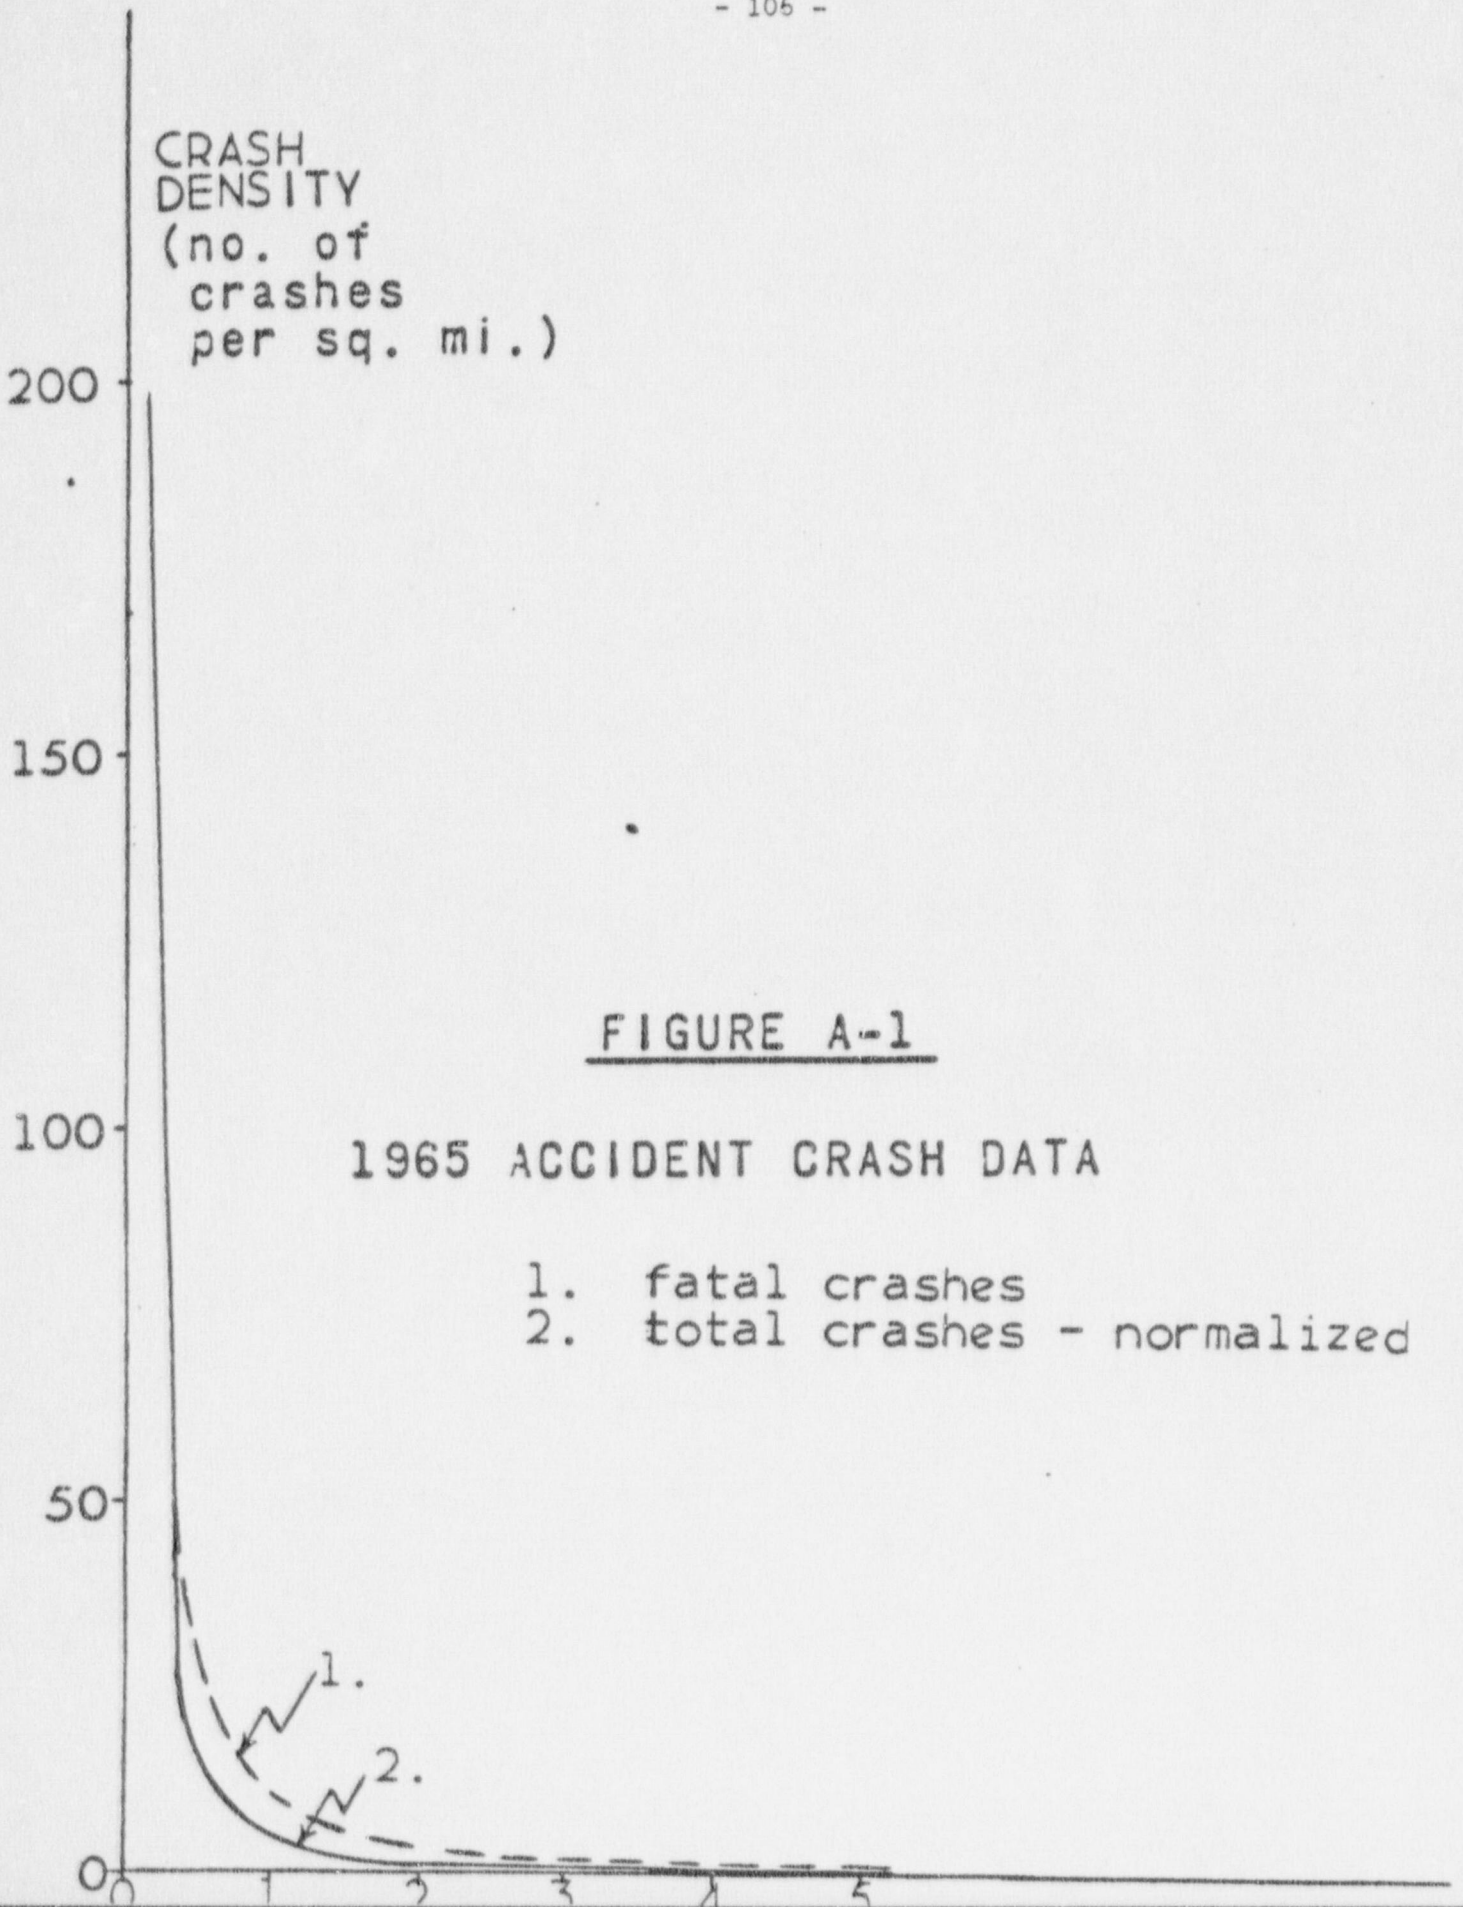 - 105 -
CRASH
DENSITY
(no. of
crashes
per sq. mi.)
200
150
FIGURE A-1
100
1965 ACCIDENT CRASH DATA
1. fatal crashes
2. total crashes - normalized
50
1.
2.
0
0 1 2 3 4 5